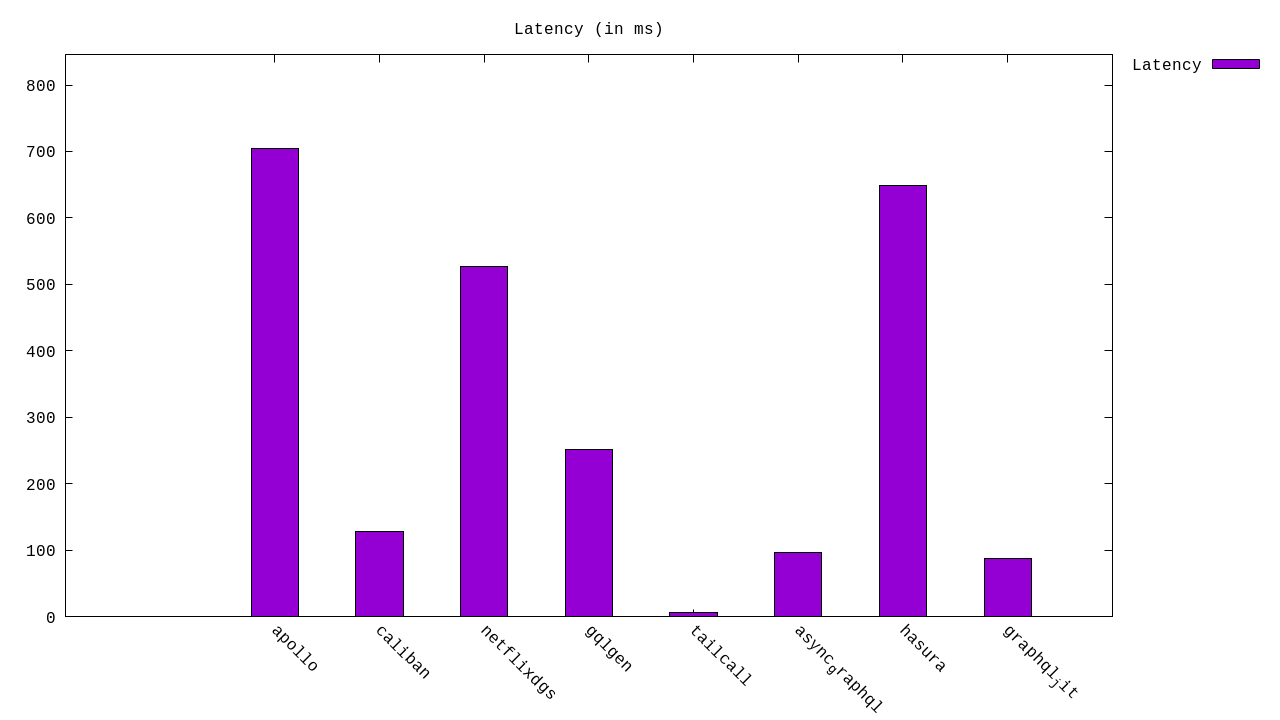 Latency (in ms)
Latency
800
700
600
500
400
300
200
100
0
apollo
caliban
netflixdgs
gqlgen
tailcall
async_graphql
hasura
graphql_jit